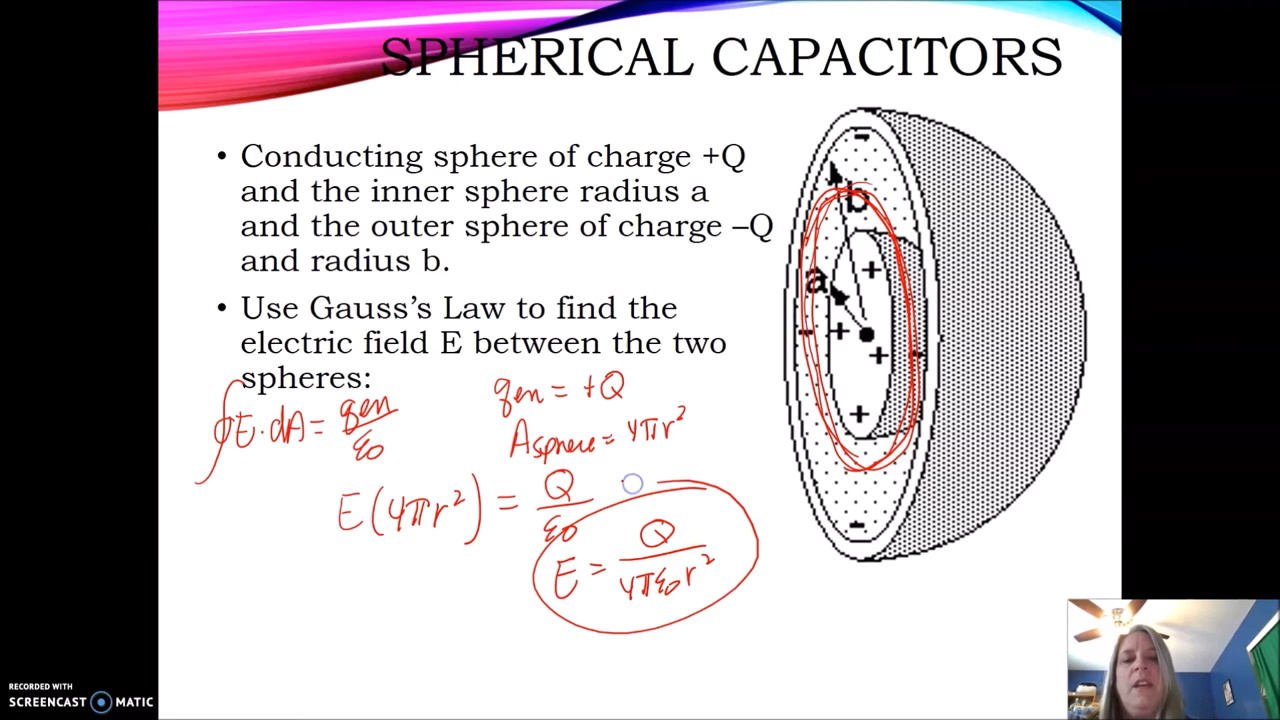 SPHERICAL CAPACITORS
• Conducting sphere of charge +Q
and the inner sphere radius a
and the outer sphere of charge –Q
and radius b.
• Use Gauss's Law to find the
electric field E between the two
spheres:
∮E·dA = qen/ε0
qen = +Q
Asphere = 4πr²
E(4πr²) = Q/ε0
E = Q/4πε0r²
b
a
+
+
+
+
-
-
-
-
RECORDED WITH
SCREENCAST MATIC